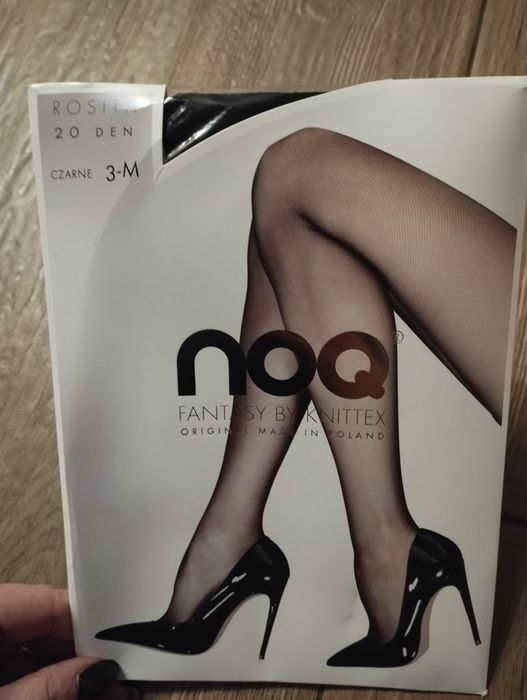 ROSITA
20 DEN
CZARNE 3-M
noQ®
FANTASY BY KNITTEX
ORIGINAL MADE IN POLAND